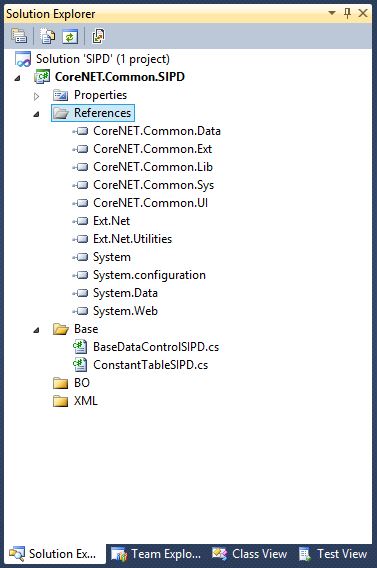 Solution Explorer
Solution 'SIPD' (1 project)
CoreNET.Common.SIPD
Properties
References
CoreNET.Common.Data
CoreNET.Common.Ext
CoreNET.Common.Lib
CoreNET.Common.Sys
CoreNET.Common.UI
Ext.Net
Ext.Net.Utilities
System
System.configuration
System.Data
System.Web
Base
BaseDataControlSIPD.cs
ConstantTableSIPD.cs
BO
XML
Solution Ex... Team Explo... Class View Test View